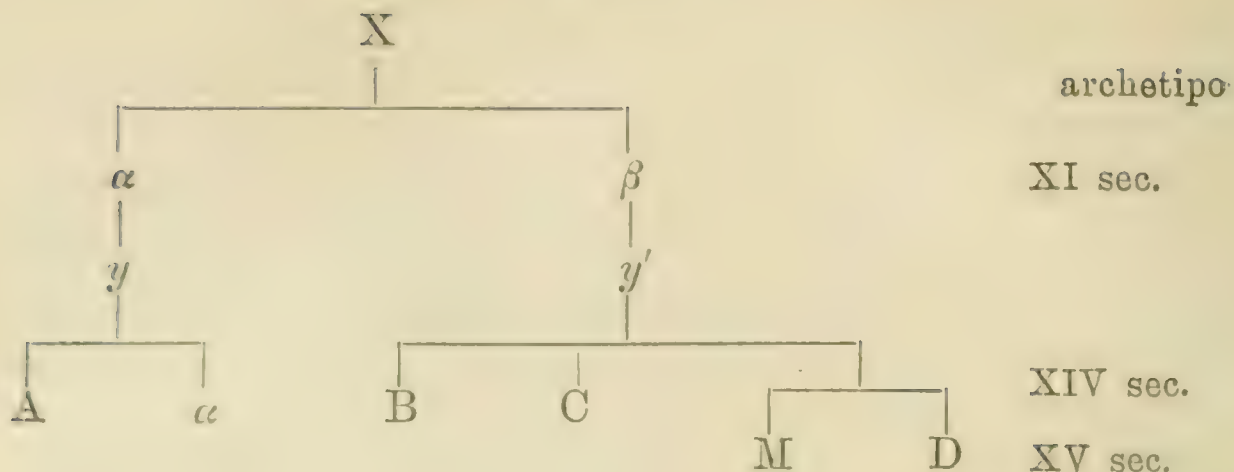 X
archetipo
α β XI sec.
y y'
A α B C XIV sec.
M D XV sec.